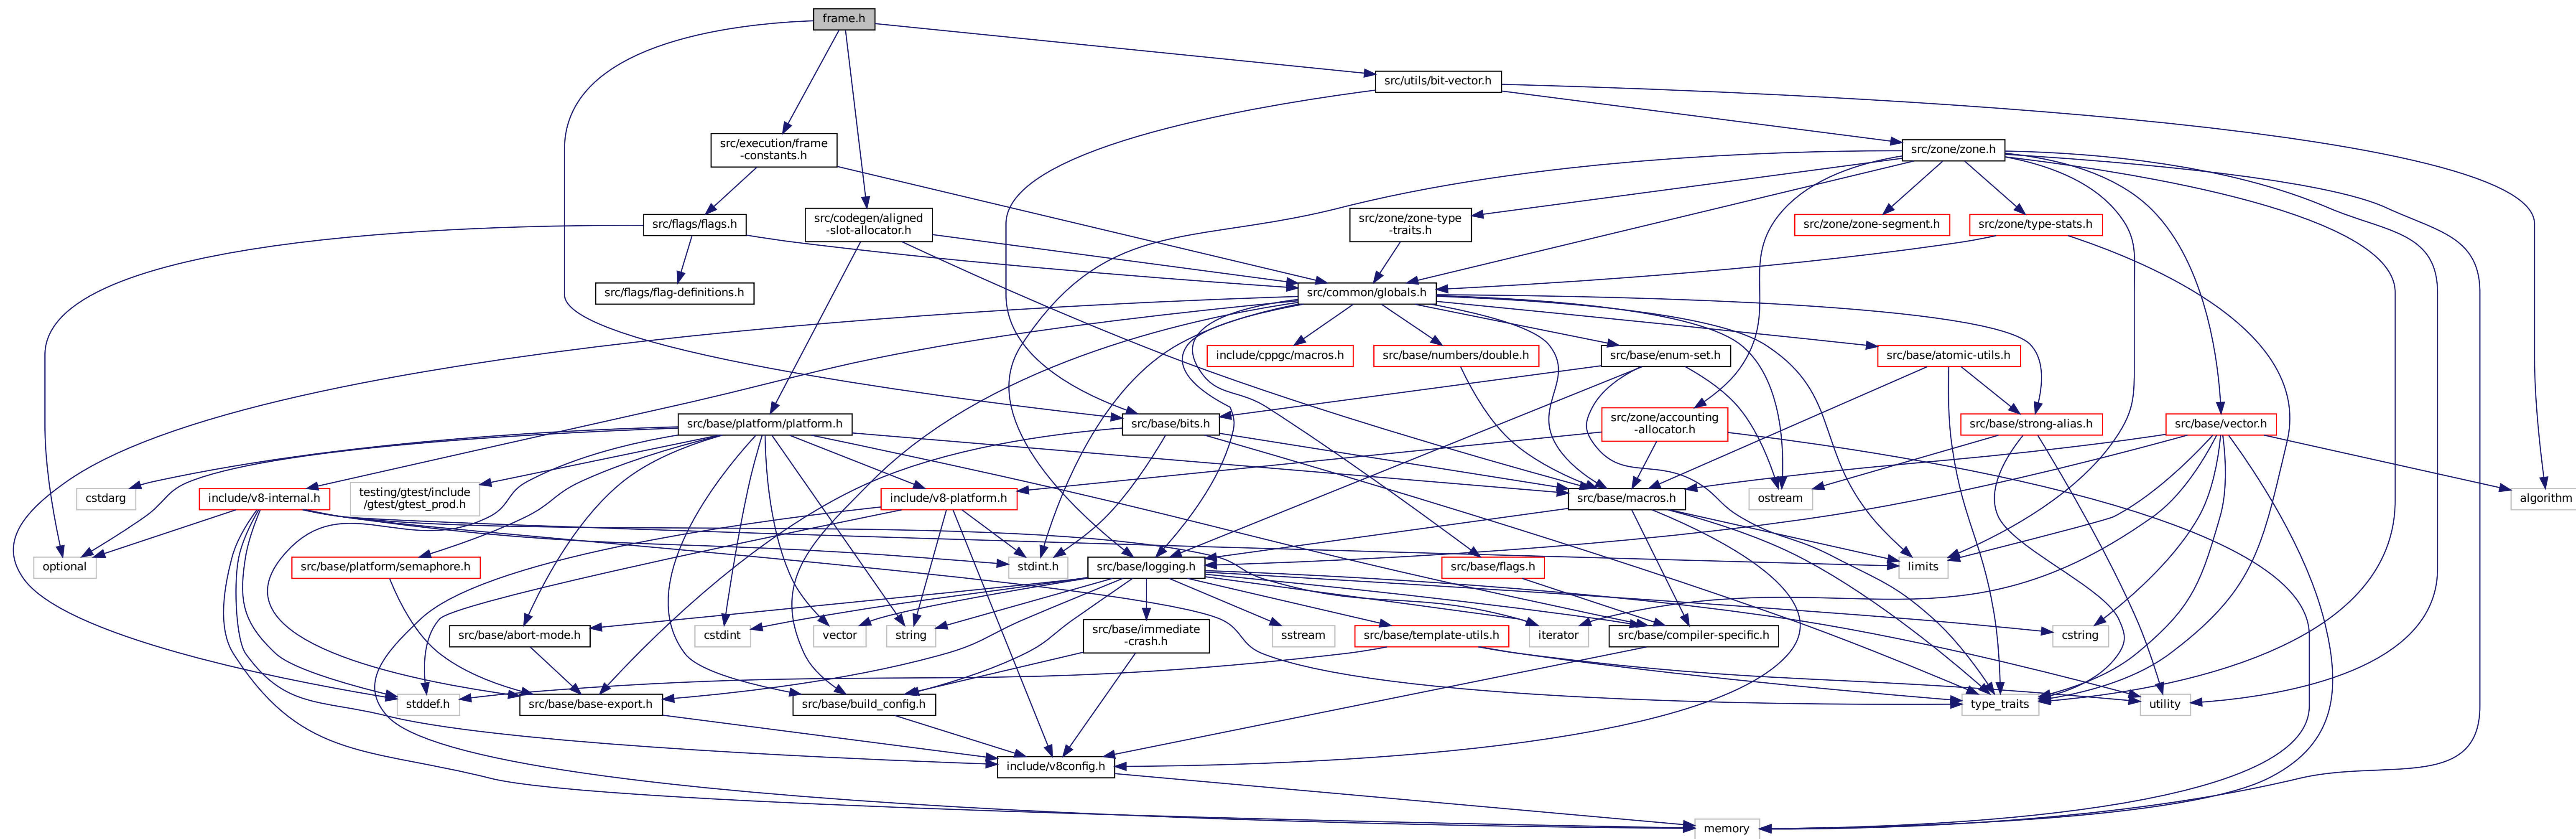 frame.h
src/utils/bit-vector.h
src/execution/frame
-constants.h
src/zone/zone.h
src/flags/flags.h
src/codegen/aligned
-slot-allocator.h
src/zone/zone-type
-traits.h
src/zone/zone-segment.h
src/zone/type-stats.h
src/flags/flag-definitions.h
src/common/globals.h
include/cppgc/macros.h
src/base/numbers/double.h
src/base/enum-set.h
src/base/atomic-utils.h
src/base/platform/platform.h
src/base/bits.h
src/zone/accounting
-allocator.h
src/base/strong-alias.h
src/base/vector.h
cstdarg
include/v8-internal.h
testing/gtest/include
/gtest/gtest_prod.h
include/v8-platform.h
src/base/macros.h
ostream
algorithm
optional
src/base/platform/semaphore.h
stdint.h
src/base/logging.h
src/base/flags.h
limits
src/base/abort-mode.h
cstdint
vector
string
src/base/immediate
-crash.h
sstream
src/base/template-utils.h
iterator
src/base/compiler-specific.h
cstring
stddef.h
src/base/base-export.h
src/base/build_config.h
type_traits
utility
include/v8config.h
memory